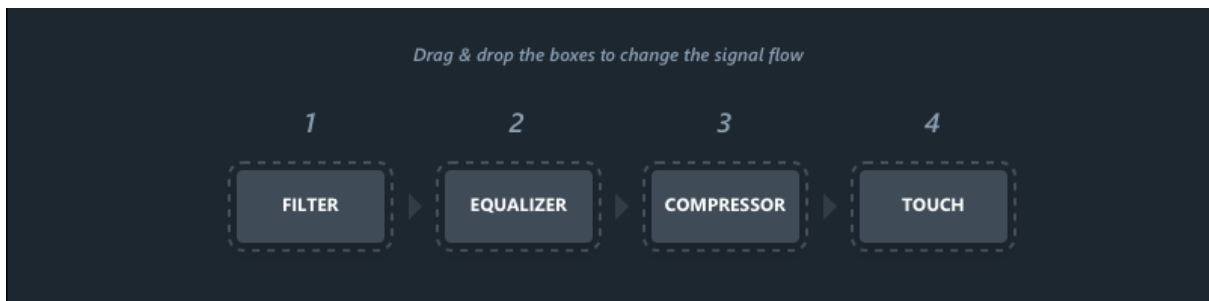 Drag & drop the boxes to change the signal flow
1 2 3 4
FILTER EQUALIZER COMPRESSOR TOUCH